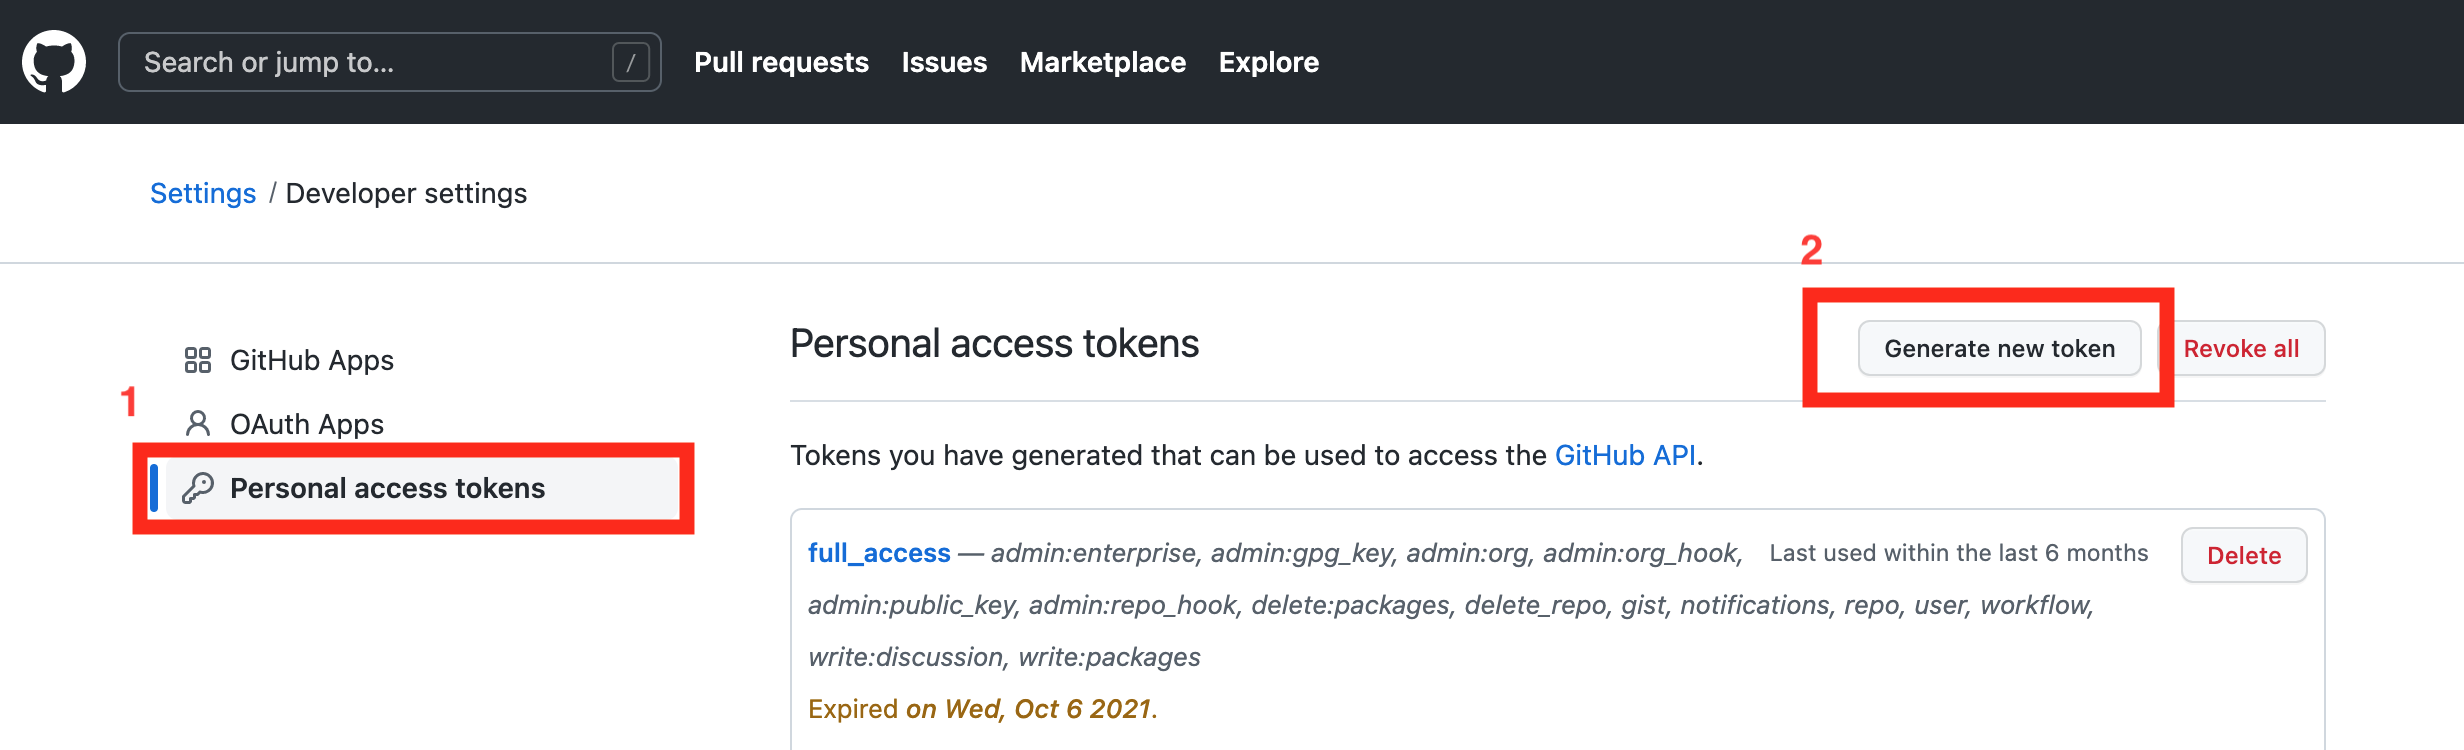 Search or jump to... / Pull requests Issues Marketplace Explore
Settings / Developer settings
2
Personal access tokens Generate new token Revoke all
GitHub Apps
1
OAuth Apps
Personal access tokens
Tokens you have generated that can be used to access the GitHub API.
full_access — admin:enterprise, admin:gpg_key, admin:org, admin:org_hook, Last used within the last 6 months Delete
admin:public_key, admin:repo_hook, delete:packages, delete_repo, gist, notifications, repo, user, workflow,
write:discussion, write:packages
Expired on Wed, Oct 6 2021.